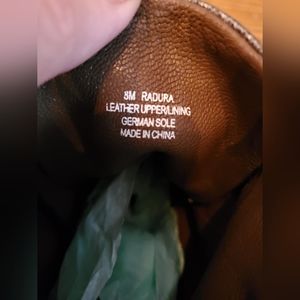 8M RADURA
LEATHER UPPER/LINING
GERMAN SOLE
MADE IN CHINA